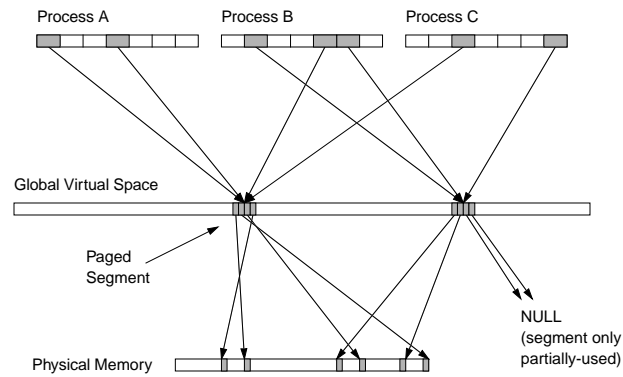 Process A
Process B
Process C
Global Virtual Space
Paged
Segment
NULL
(segment only
partially-used)
Physical Memory